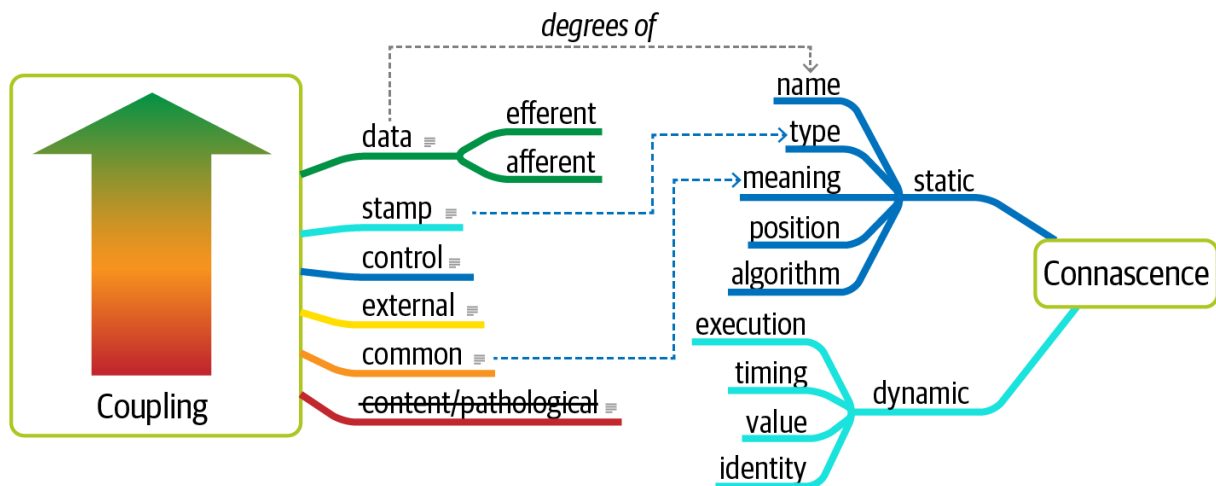 degrees of
Coupling
data
efferent
afferent
stamp
control
external
common
content/pathological
name
type
meaning
position
algorithm
static
execution
timing
value
identity
dynamic
Connascence